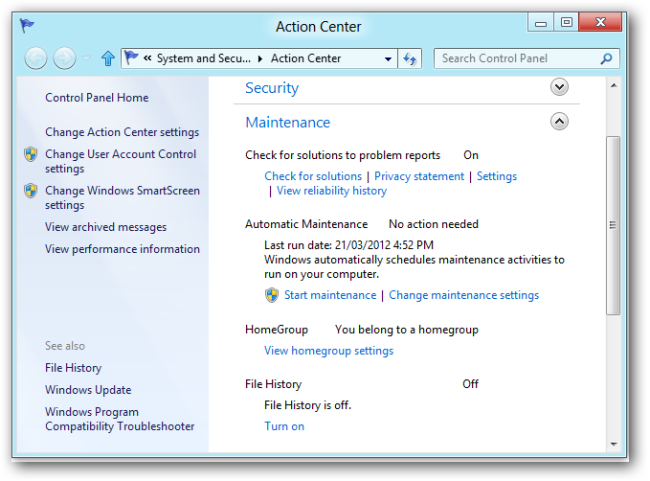 Action Center
« System and Secu... ▸ Action Center
Search Control Panel
Control Panel Home
Change Action Center settings
Change User Account Control
settings
Change Windows SmartScreen
settings
View archived messages
View performance information
See also
File History
Windows Update
Windows Program
Compatibility Troubleshooter
Security
Maintenance
Check for solutions to problem reports On
Check for solutions | Privacy statement | Settings
| View reliability history
Automatic Maintenance No action needed
Last run date: 21/03/2012 4:52 PM
Windows automatically schedules maintenance activities to
run on your computer.
Start maintenance | Change maintenance settings
HomeGroup You belong to a homegroup
View homegroup settings
File History Off
File History is off.
Turn on